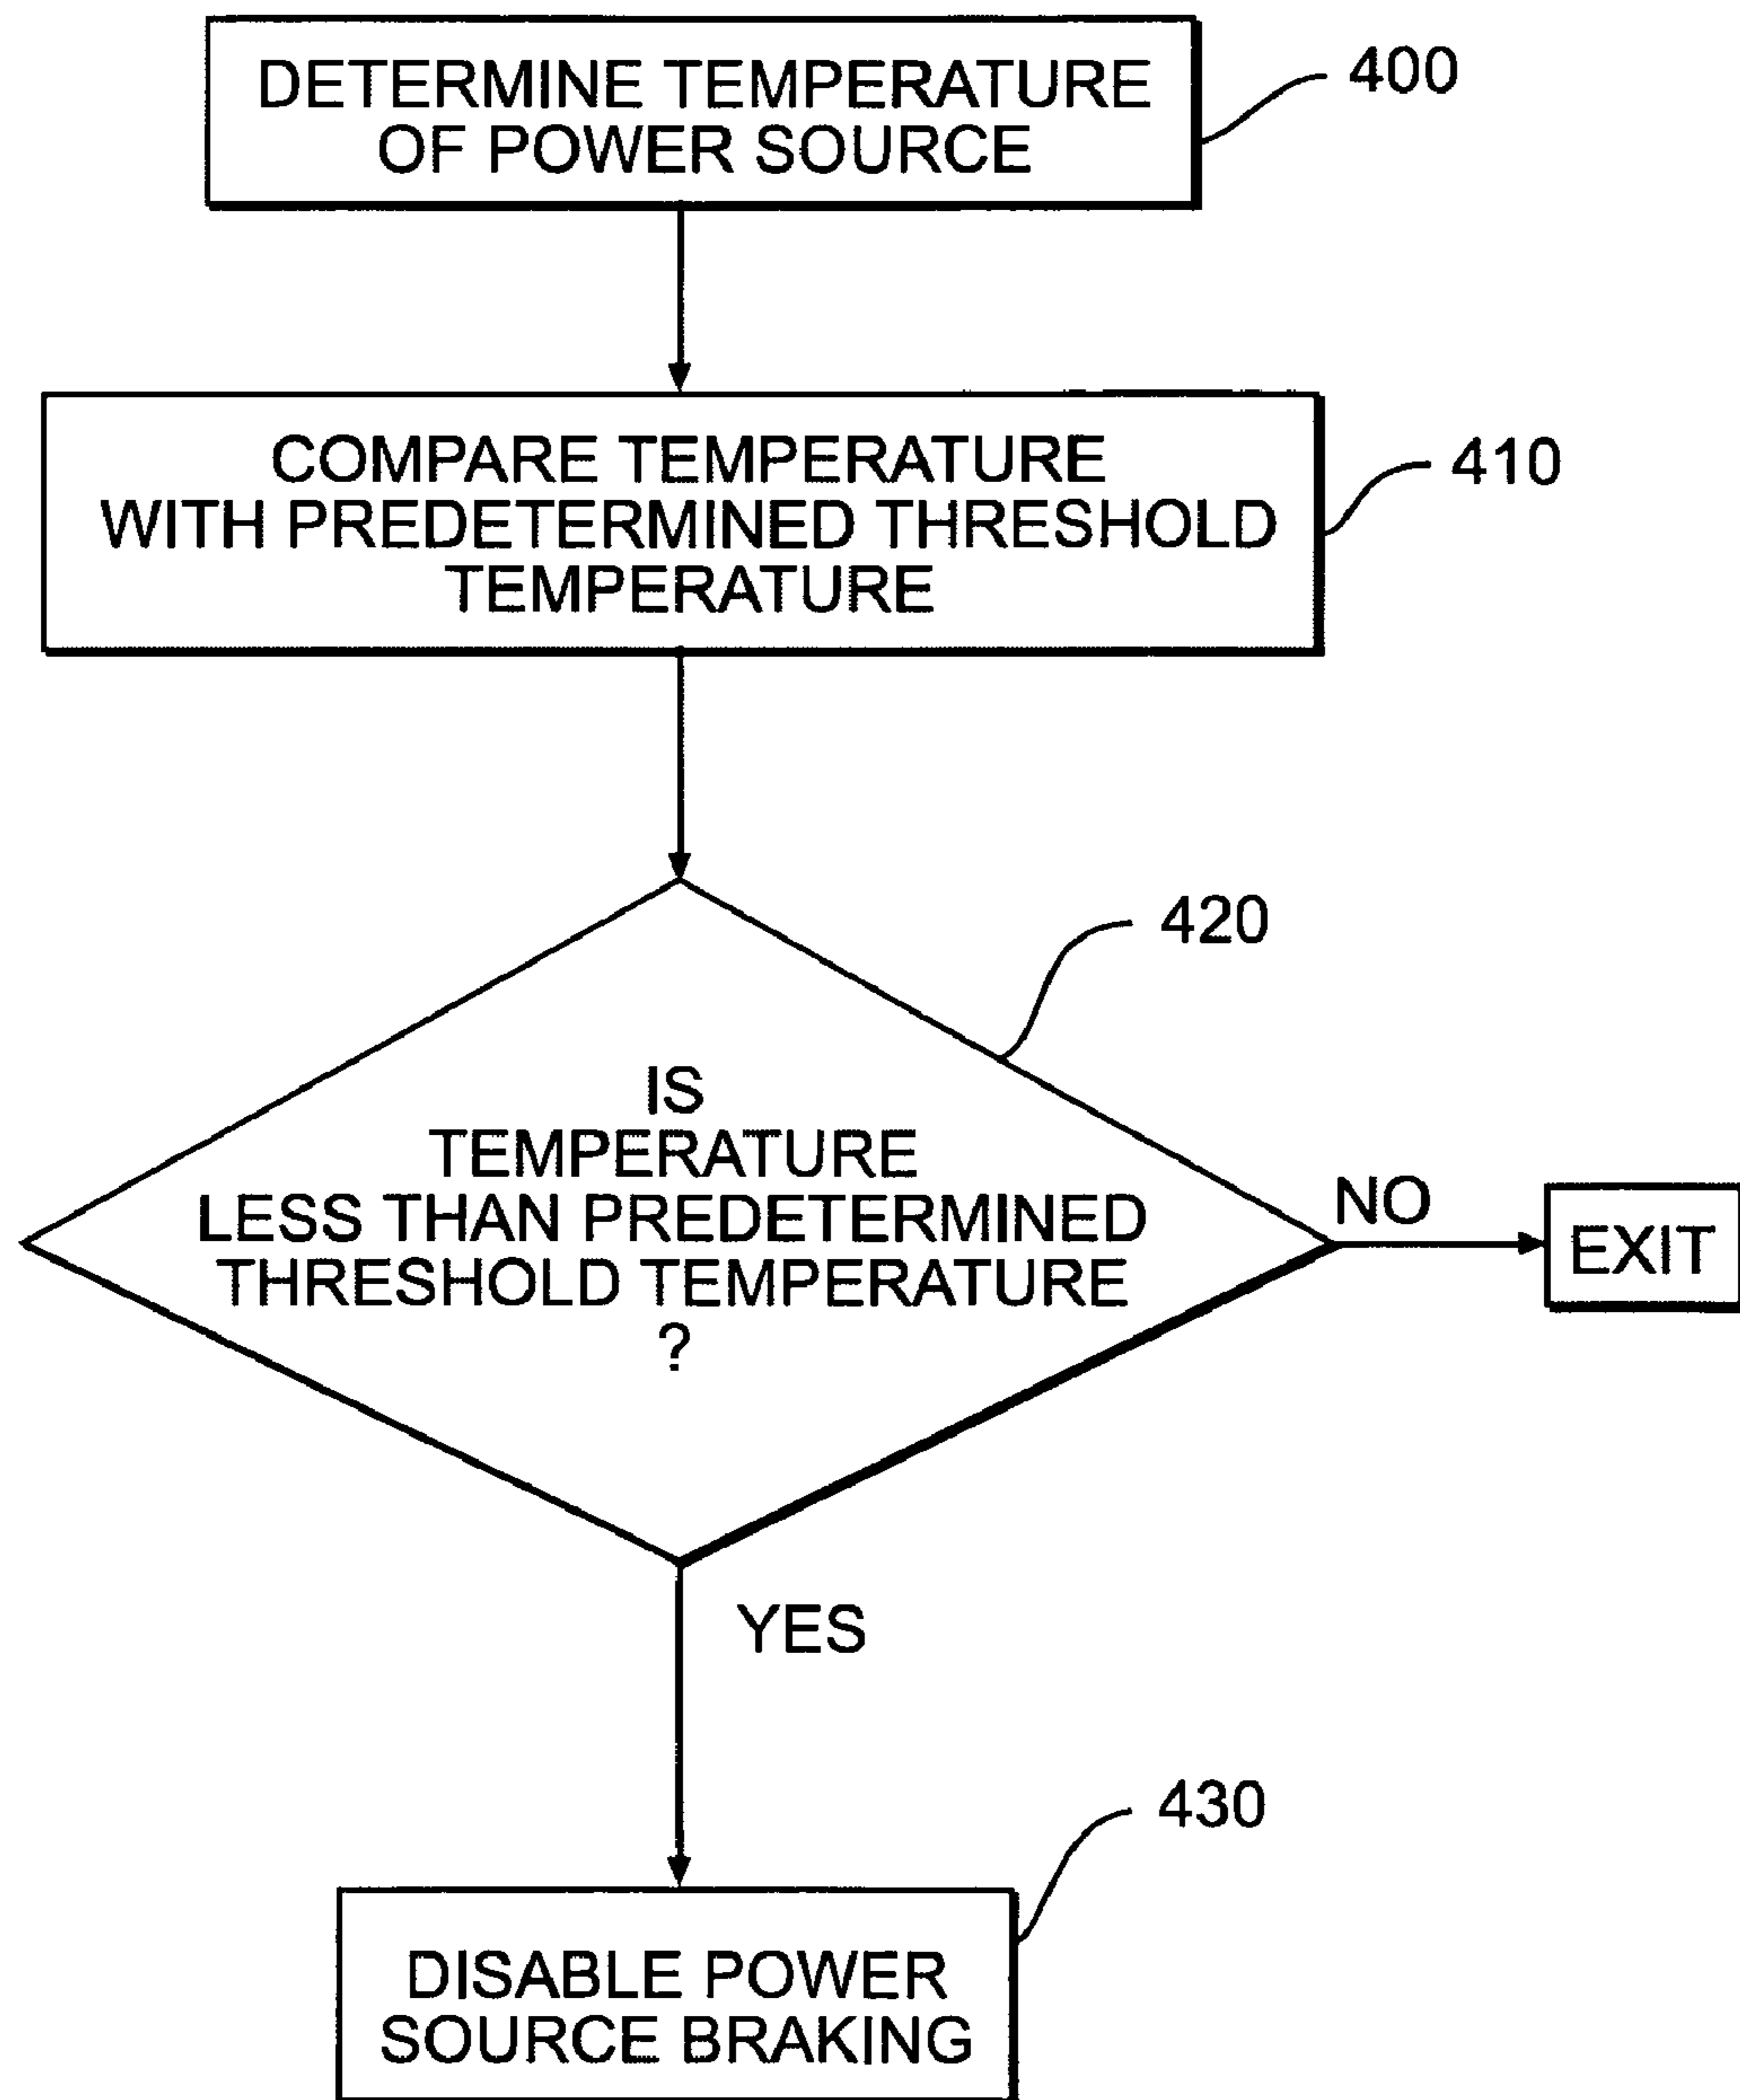 DETERMINE TEMPERATURE
OF POWER SOURCE
400
COMPARE TEMPERATURE
WITH PREDETERMINED THRESHOLD
TEMPERATURE
410
420
IS
TEMPERATURE
LESS THAN PREDETERMINED
THRESHOLD TEMPERATURE
?
NO
EXIT
YES
430
DISABLE POWER
SOURCE BRAKING